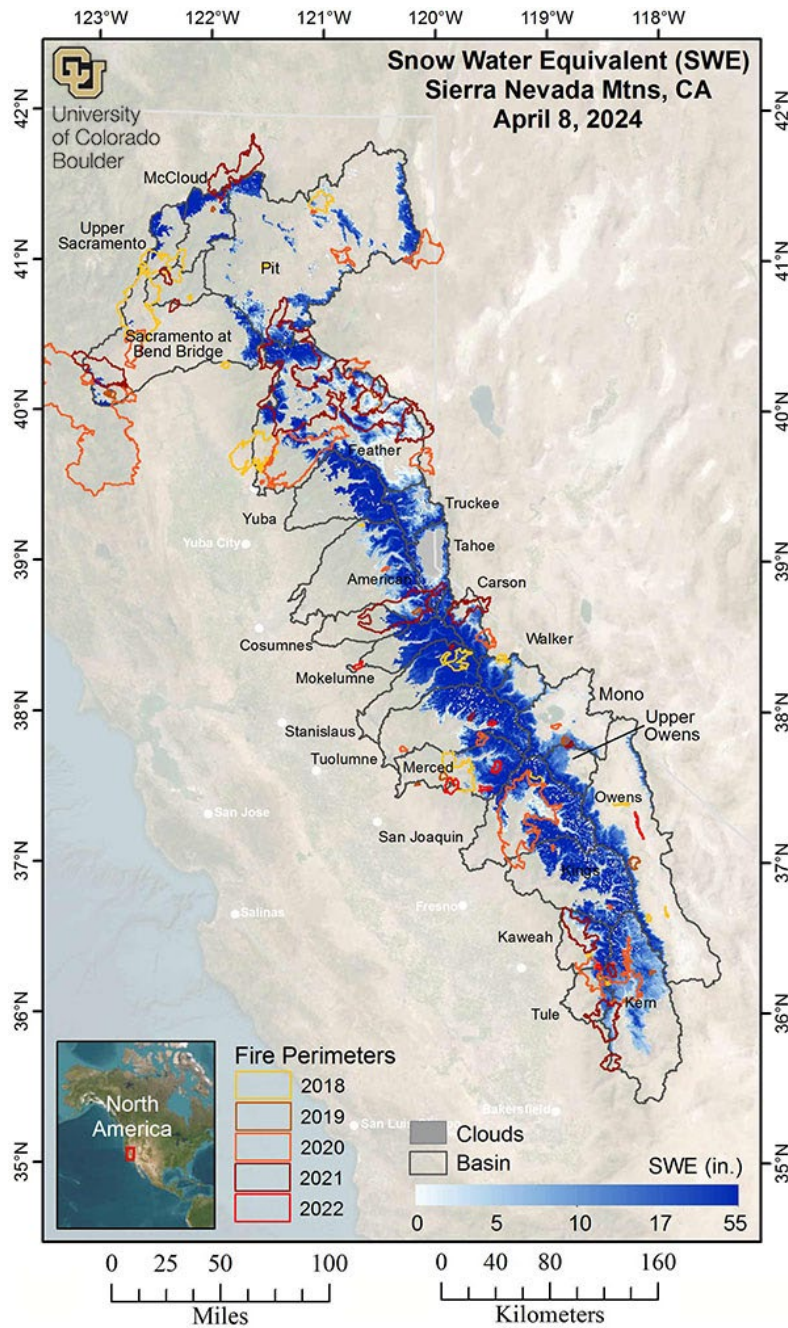 123°W 122°W 121°W 120°W 119°W 118°W
Snow Water Equivalent (SWE)
Sierra Nevada Mtns, CA
April 8, 2024
CU
University
of Colorado
Boulder
42°N 42°N
McCloud
Upper
Sacramento
41°N 41°N
Pit
Sacramento at
Bend Bridge
40°N 40°N
Feather
Yuba
Truckee
Yuba City
Tahoe
39°N 39°N
American
Carson
Cosumnes
Walker
Mokelumne
Mono
38°N 38°N
Stanislaus
Upper
Owens
Tuolumne
Merced
Owens
San Jose
San Joaquin
37°N 37°N
Kings
Salinas
Fresno
Kaweah
36°N 36°N
Kern
Tule
North
America
Fire Perimeters
2018
2019
2020
2021
2022
Bakersfield
San Luis
Clouds
Basin
35°N 35°N
SWE (in.)
0 5 10 17 55
0 50 100
Miles
0 40 80 160
Kilometers